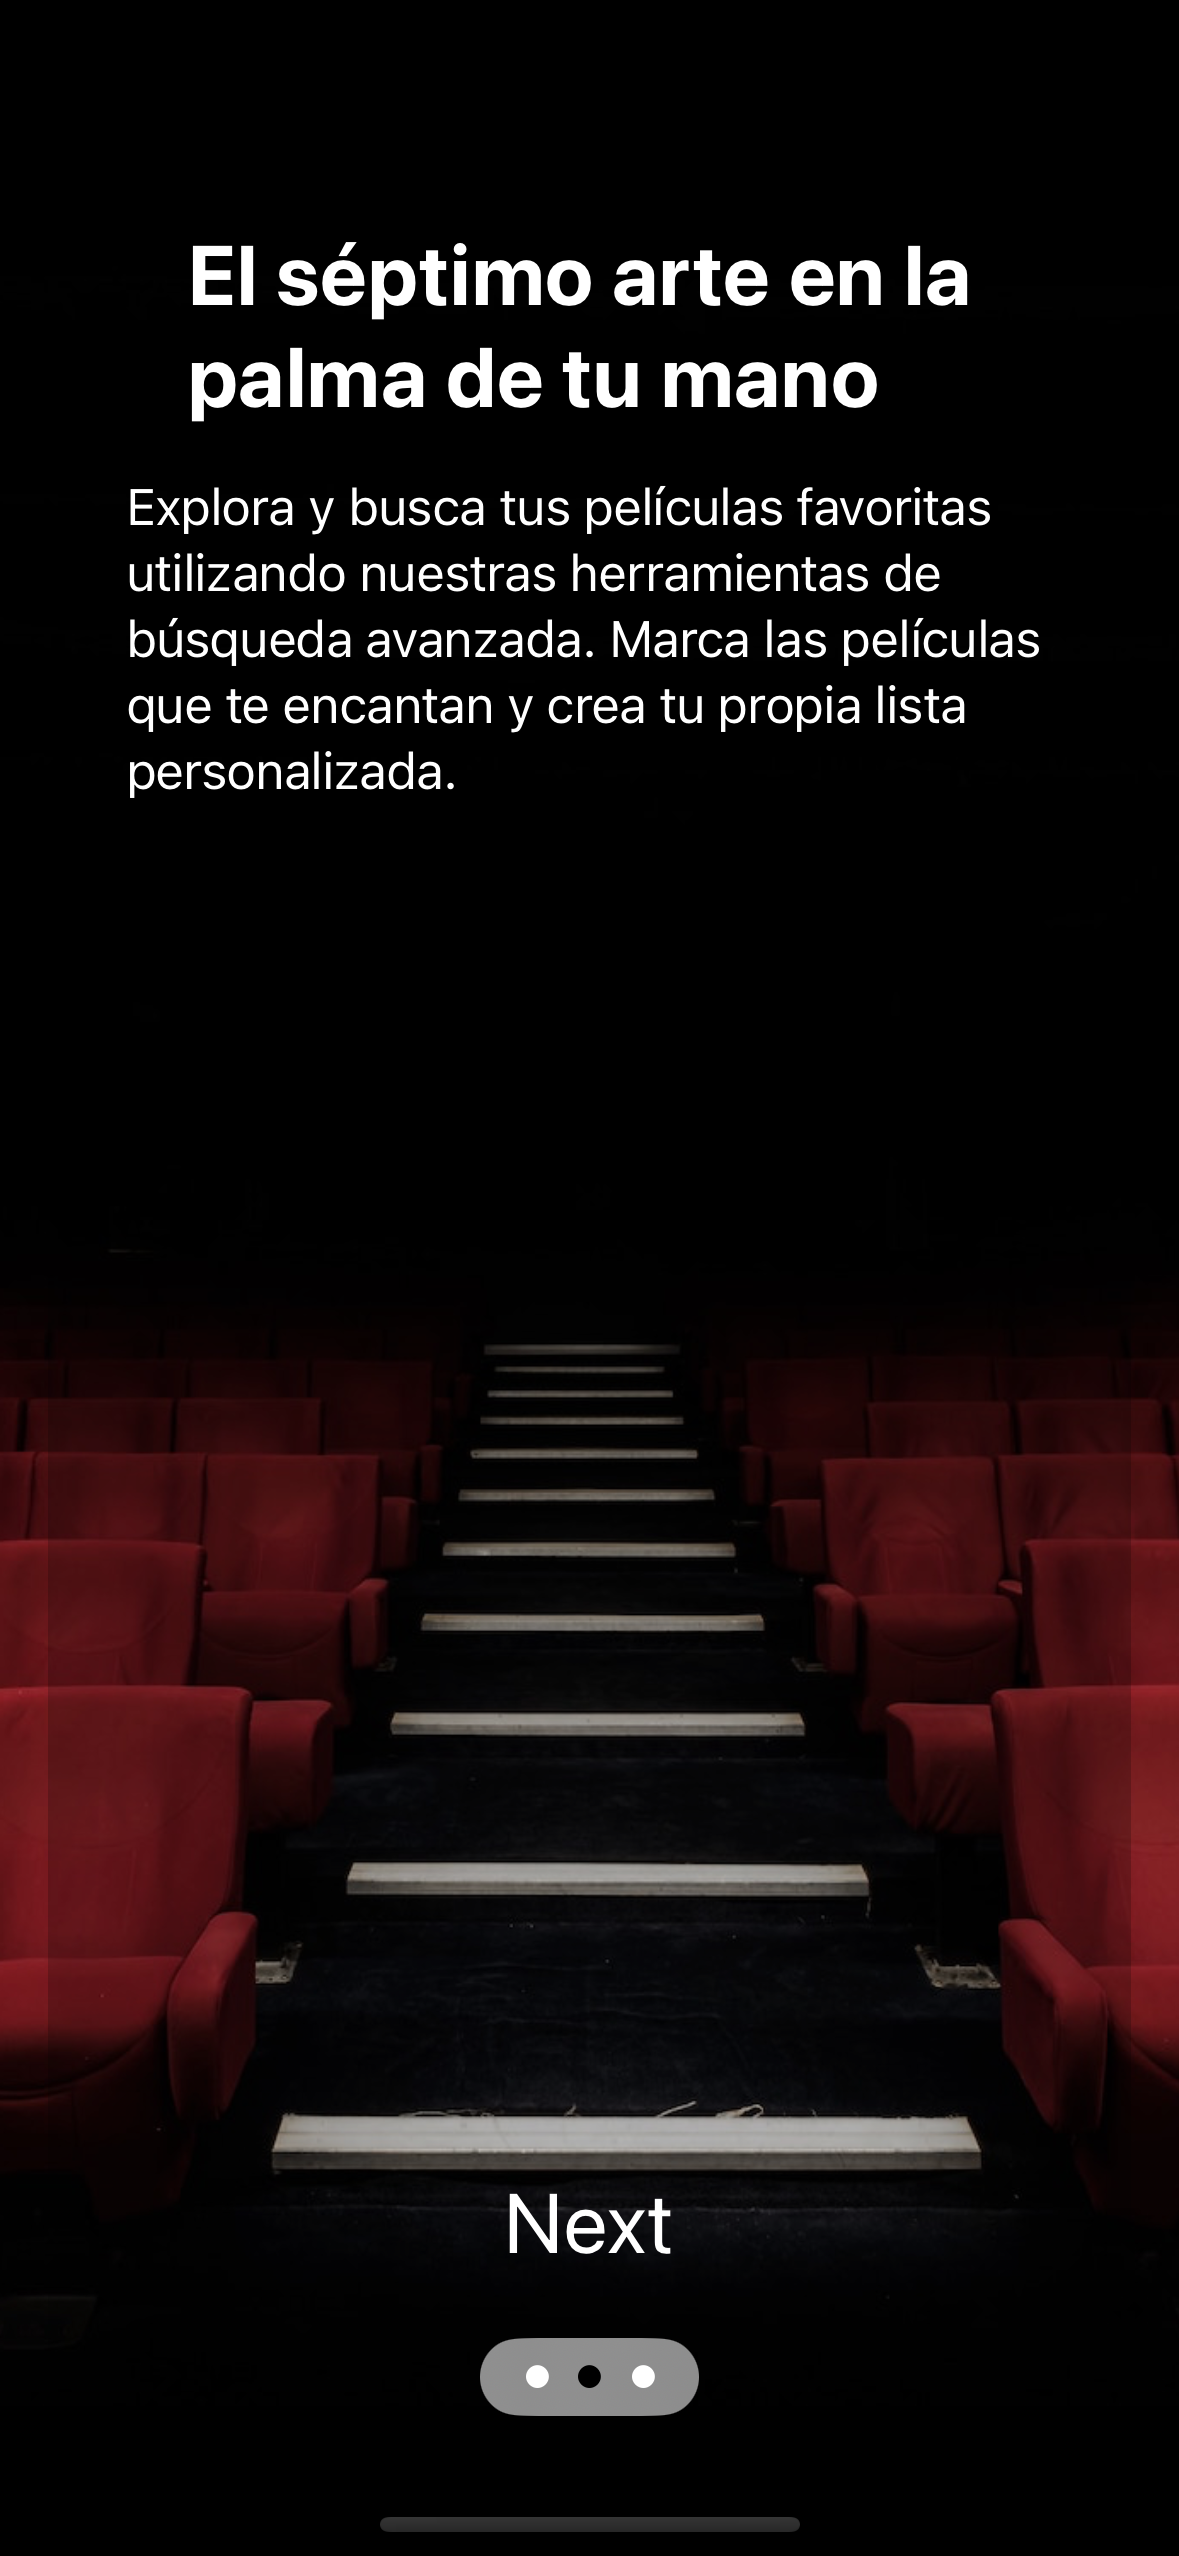 El séptimo arte en la
palma de tu mano
Explora y busca tus películas favoritas
utilizando nuestras herramientas de
búsqueda avanzada. Marca las películas
que te encantan y crea tu propia lista
personalizada.
Next